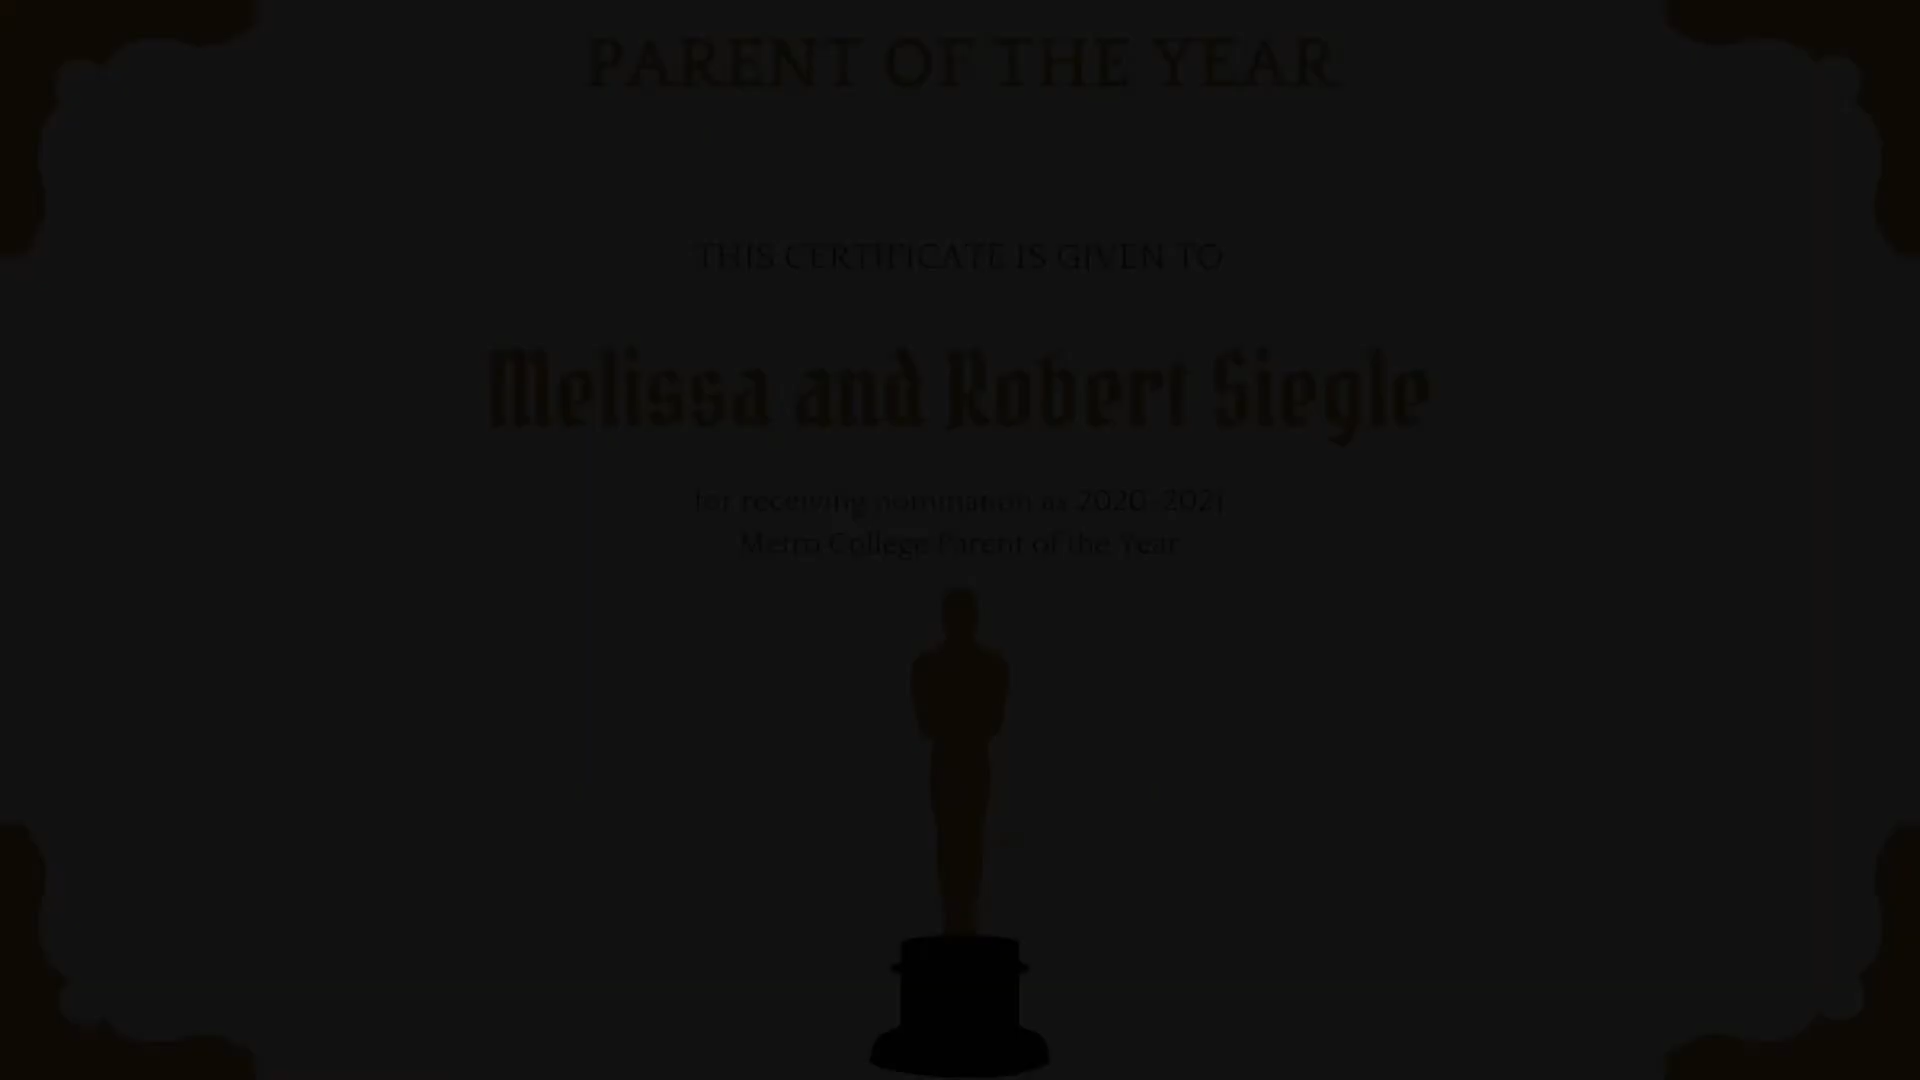 PARENT OF THE YEAR
THIS CERTIFICATE IS GIVEN TO
Melissa and Robert Siegle
for receiving nomination as 2020-2021
Metro College Parent of the Year